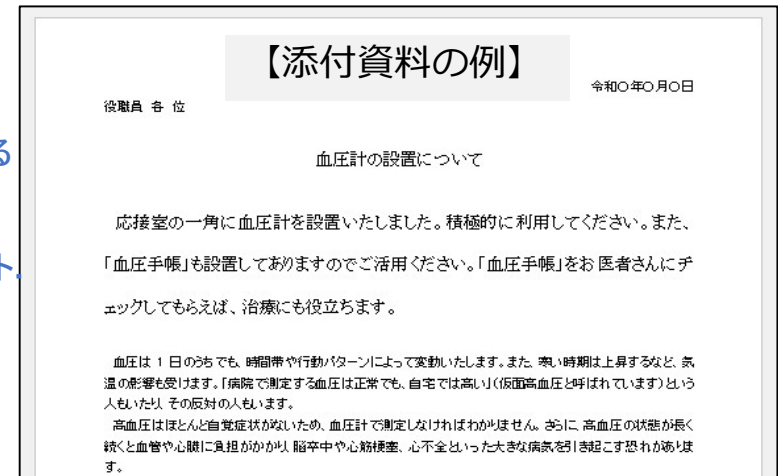 【添付資料の例】
令和〇年〇月〇日
役職員 各 位
る
血圧計の設置について
応接室の一角に血圧計を設置いたしました。積極的に利用してください。また、
ト
「血圧手帳」も設置してありますのでご活用ください。「血圧手帳」をお医者さんにチ
ェックしてもらえば、治療にも役立ちます。
血圧は 1 日のうちでも、時間帯や行動パターンによって変動いたします。また、寒い時期は上昇するなど、気
温の影響も受けます。「病院で測定する血圧は正常でも、自宅では高い」(仮面高血圧と呼ばれています)という
人もいたり、その反対の人もいます。
高血圧はほとんど自覚症状がないため、血圧計で測定しなければわかりません。さらに、高血圧の状態が長く
続くと血管や心臓に負担がかかり、脳卒中や心筋梗塞、心不全といった大きな病気を引き起こす恐れがありま
す。